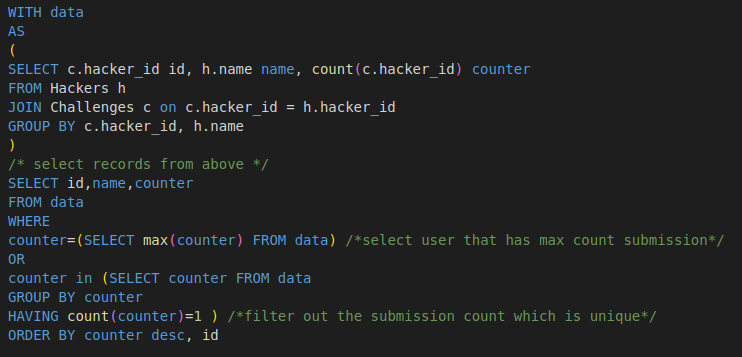 WITH data
AS
(
SELECT c.hacker_id id, h.name name, count(c.hacker_id) counter
FROM Hackers h
JOIN Challenges c on c.hacker_id = h.hacker_id
GROUP BY c.hacker_id, h.name
)
/* select records from above */
SELECT id,name,counter
FROM data
WHERE
counter=(SELECT max(counter) FROM data) /*select user that has max count submission*/
OR
counter in (SELECT counter FROM data
GROUP BY counter
HAVING count(counter)=1 ) /*filter out the submission count which is unique*/
ORDER BY counter desc, id